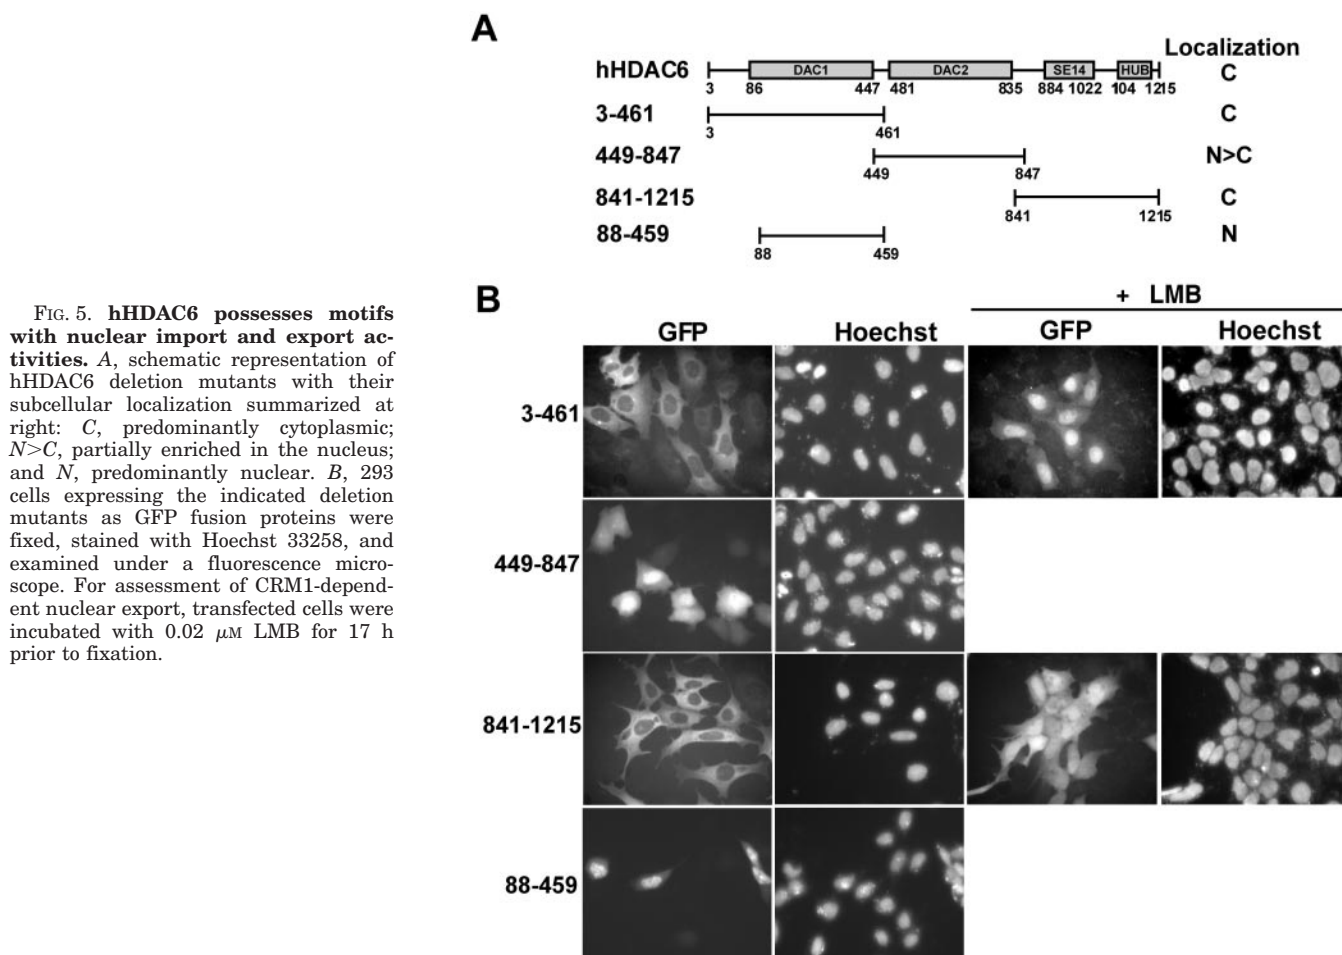 A
Localization
hHDAC6 DAC1 DAC2 SE14 HUB C
3 86 447 481 835 884 1022 104 1215
3-461 C
3 461
449-847 N>C
449 847
841-1215 C
841 1215
88-459 N
88 459
FIG. 5. hHDAC6 possesses motifs
with nuclear import and export ac-
tivities. A, schematic representation of
hHDAC6 deletion mutants with their
subcellular localization summarized at
right: C, predominantly cytoplasmic;
N>C, partially enriched in the nucleus;
and N, predominantly nuclear. B, 293
cells expressing the indicated deletion
mutants as GFP fusion proteins were
fixed, stained with Hoechst 33258, and
examined under a fluorescence micro-
scope. For assessment of CRM1-depend-
ent nuclear export, transfected cells were
incubated with 0.02 μM LMB for 17 h
prior to fixation.
B
+ LMB
GFP Hoechst GFP Hoechst
3-461
449-847
841-1215
88-459